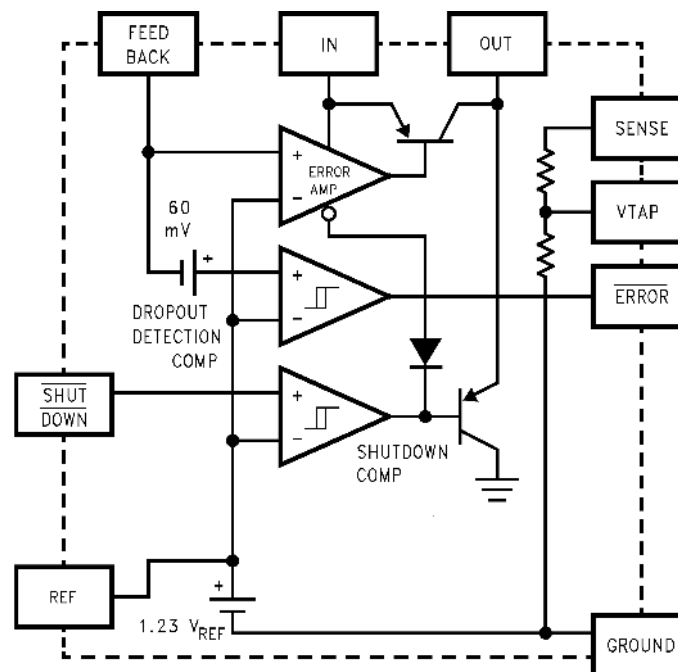 FEED
BACK
IN
OUT
SENSE
VTAP
ERROR
+
ERROR
AMP
−
60
mV
+
+
−
DROPOUT
DETECTION
COMP
SHUT
DOWN
+
−
SHUTDOWN
COMP
REF
+
1.23 VREF
GROUND